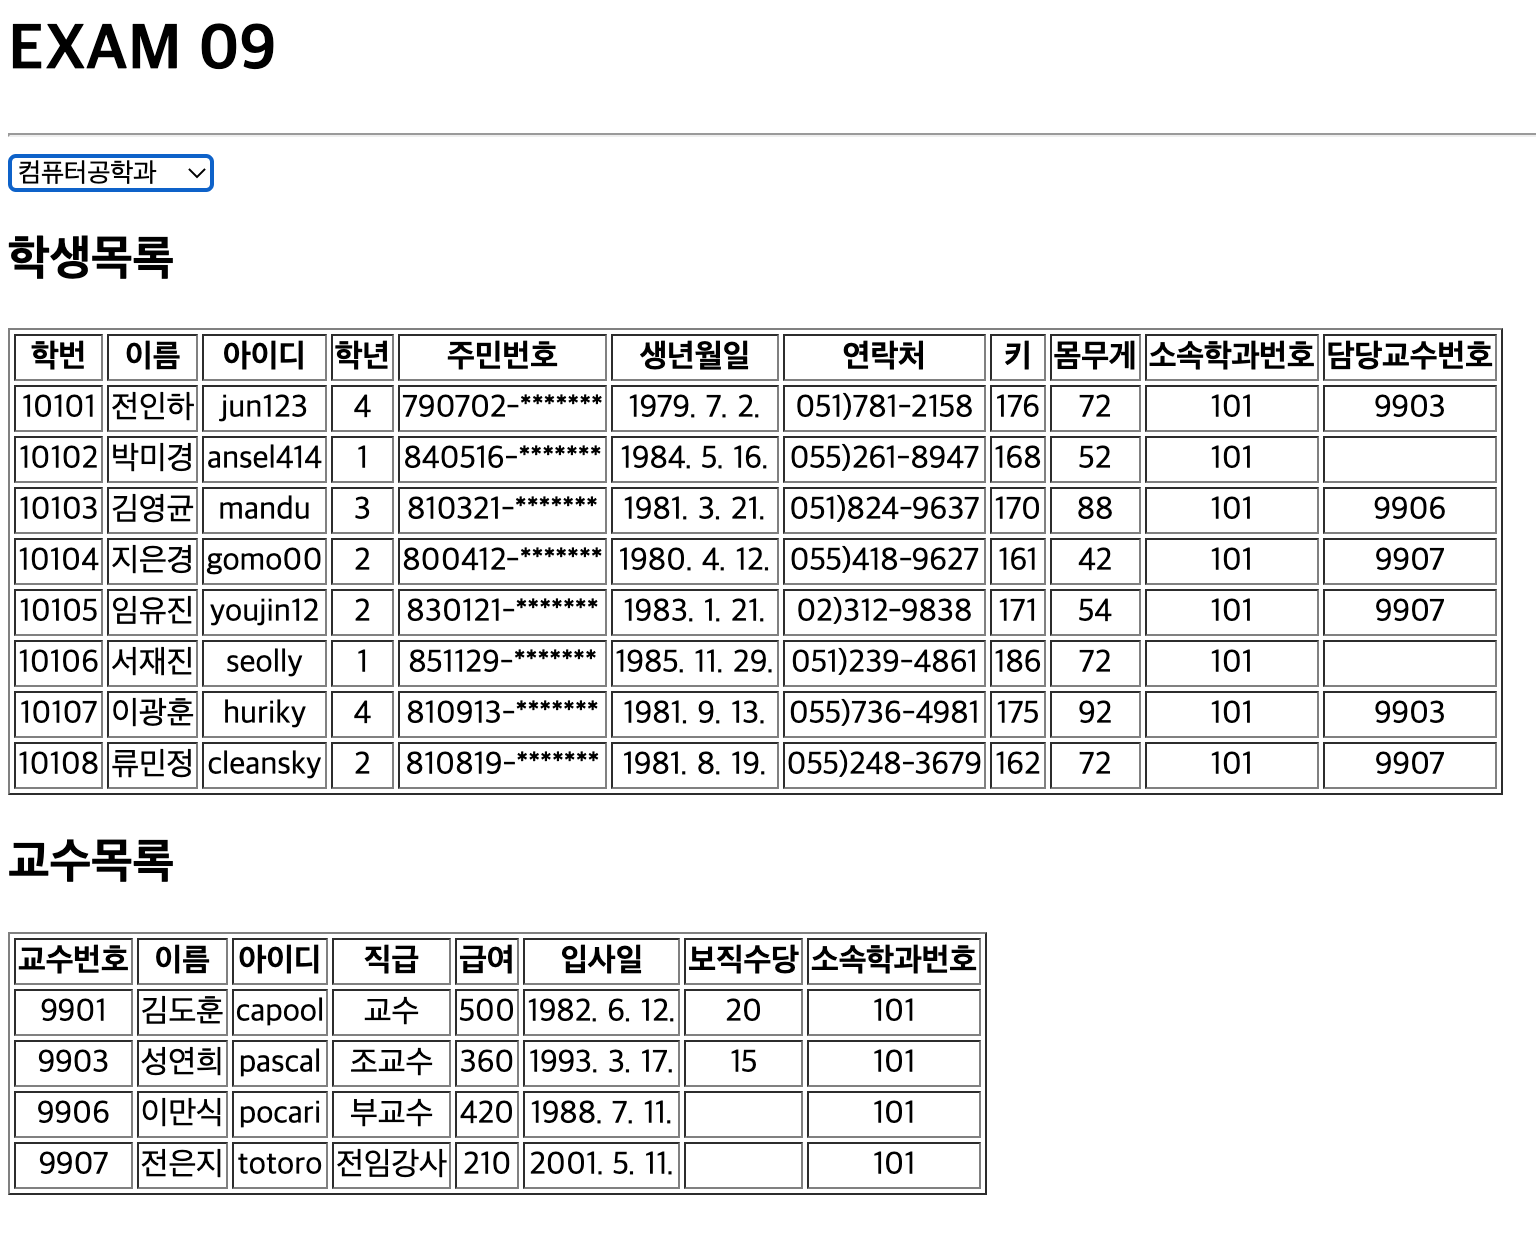 EXAM 09
컴퓨터공학과
학생목록
학번 이름 아이디 학년 주민번호 생년월일 연락처 키 몸무게 소속학과번호 담당교수번호
10101 전인하 jun123 4 790702-******* 1979. 7. 2. 051)781-2158 176 72 101 9903
10102 박미경 ansel414 1 840516-******* 1984. 5. 16. 055)261-8947 168 52 101
10103 김영균 mandu 3 810321-******* 1981. 3. 21. 051)824-9637 170 88 101 9906
10104 지은경 gomo00 2 800412-******* 1980. 4. 12. 055)418-9627 161 42 101 9907
10105 임유진 youjin12 2 830121-******* 1983. 1. 21. 02)312-9838 171 54 101 9907
10106 서재진 seolly 1 851129-******* 1985. 11. 29. 051)239-4861 186 72 101
10107 이광훈 huriky 4 810913-******* 1981. 9. 13. 055)736-4981 175 92 101 9903
10108 류민정 cleansky 2 810819-******* 1981. 8. 19. 055)248-3679 162 72 101 9907
교수목록
교수번호 이름 아이디 직급 급여 입사일 보직수당 소속학과번호
9901 김도훈 capool 교수 500 1982. 6. 12. 20 101
9903 성연희 pascal 조교수 360 1993. 3. 17. 15 101
9906 이만식 pocari 부교수 420 1988. 7. 11. 101
9907 전은지 totoro 전임강사 210 2001. 5. 11. 101